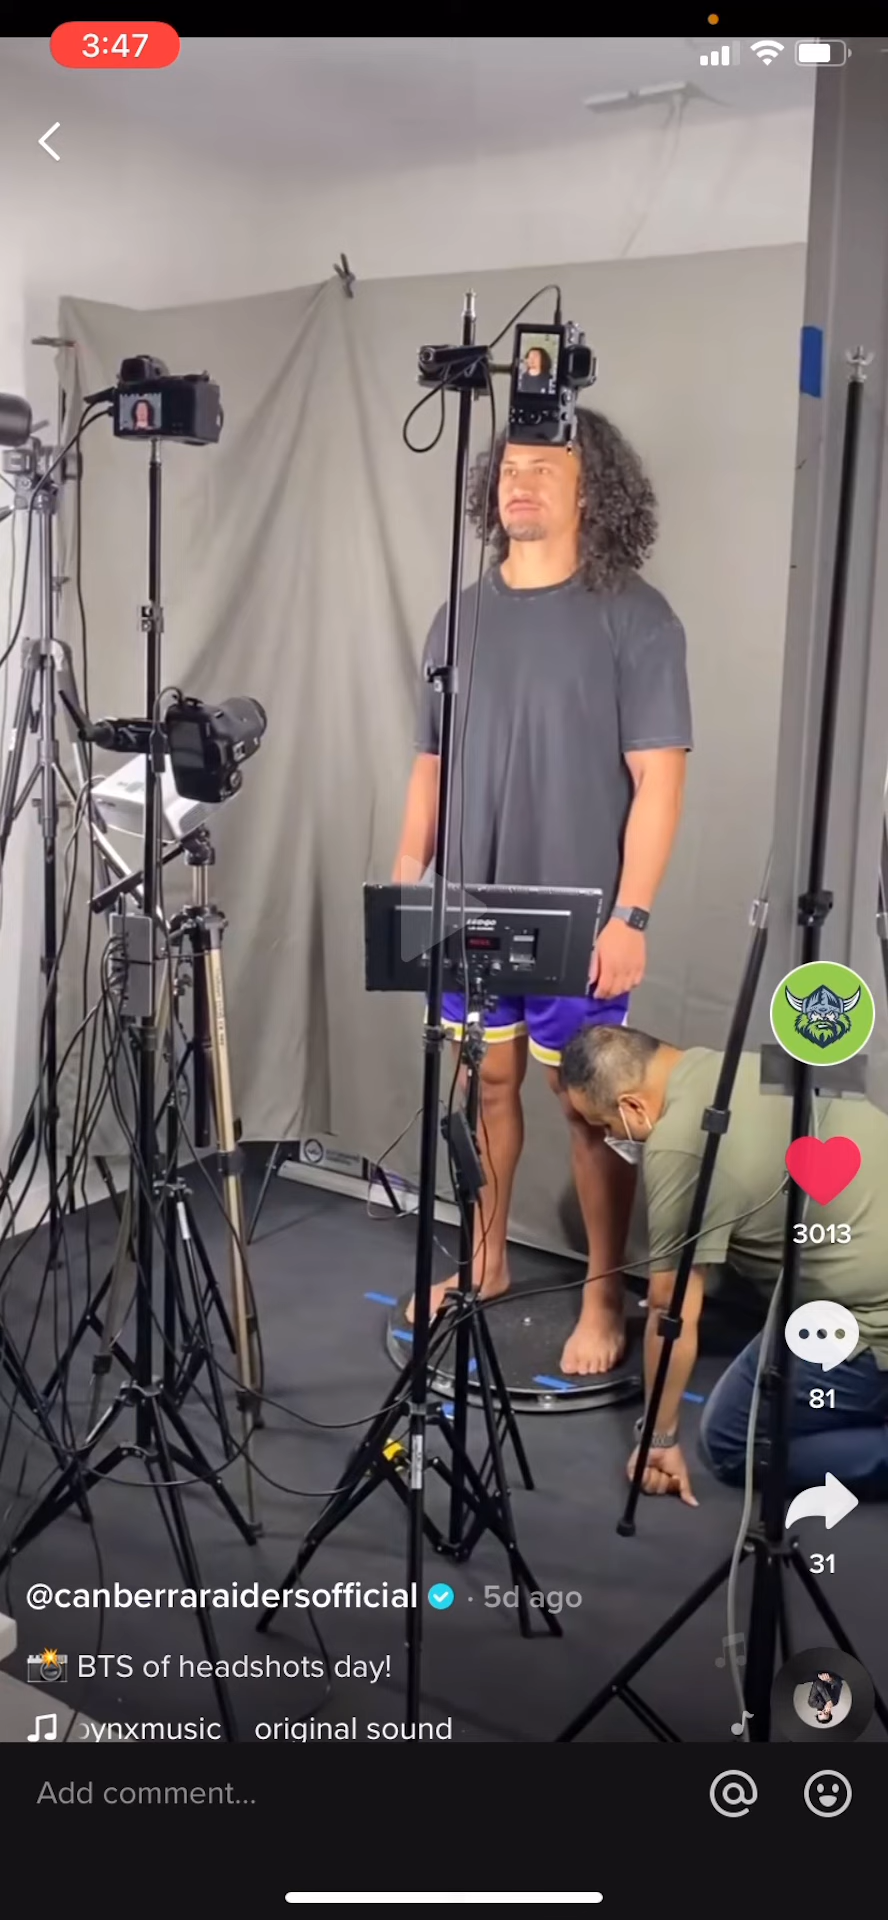 3:47
3013
81
31
@canberraraidersofficial · 5d ago
BTS of headshots day!
ynxmusic original sound
Add comment...